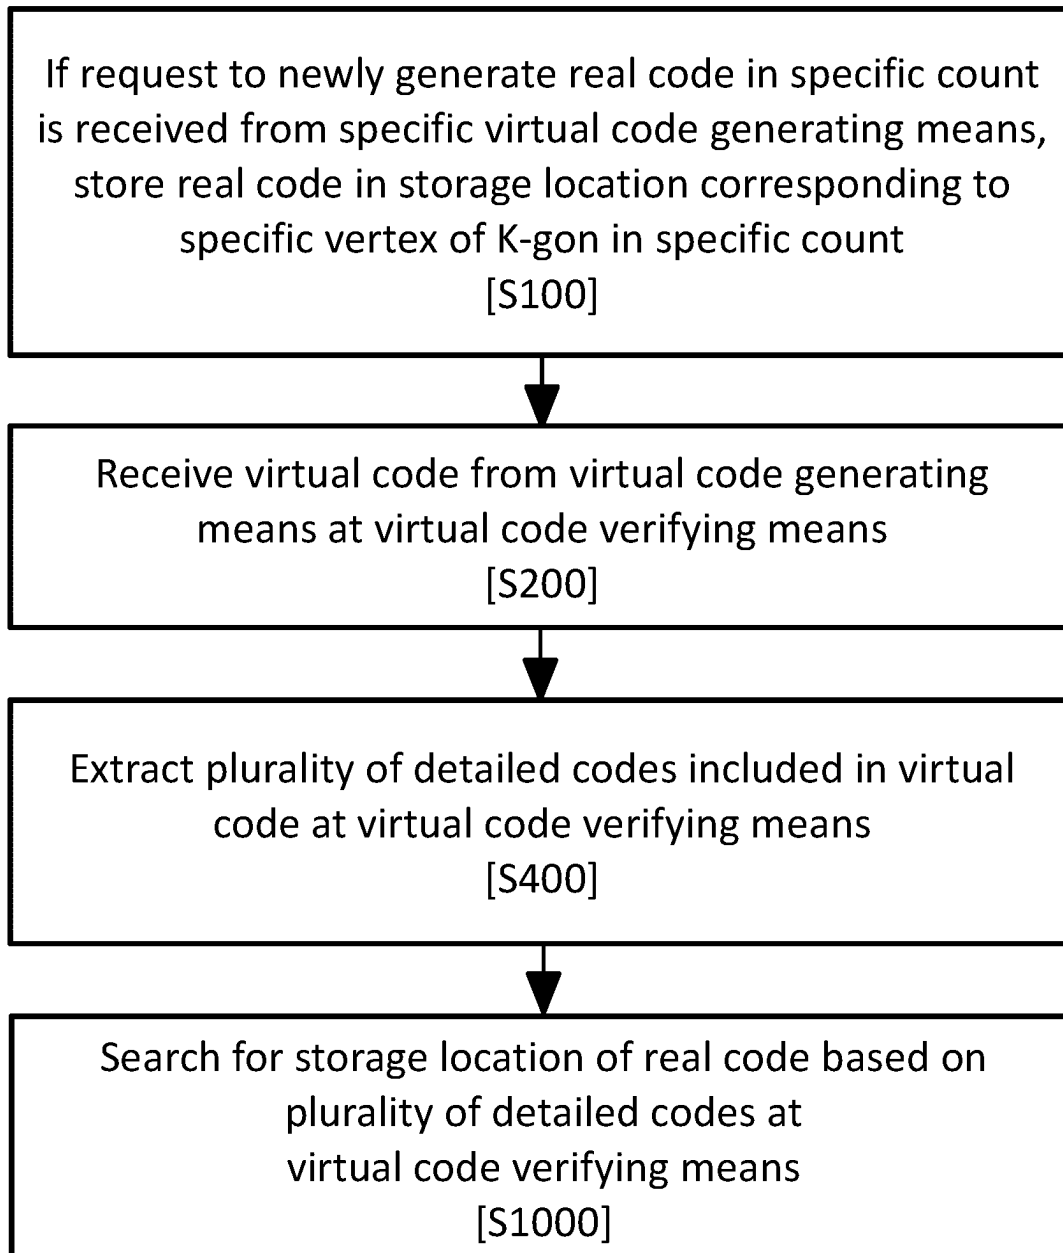 If request to newly generate real code in specific count
is received from specific virtual code generating means,
store real code in storage location corresponding to
specific vertex of K-gon in specific count
[S100]
Receive virtual code from virtual code generating
means at virtual code verifying means
[S200]
Extract plurality of detailed codes included in virtual
code at virtual code verifying means
[S400]
Search for storage location of real code based on
plurality of detailed codes at
virtual code verifying means
[S1000]